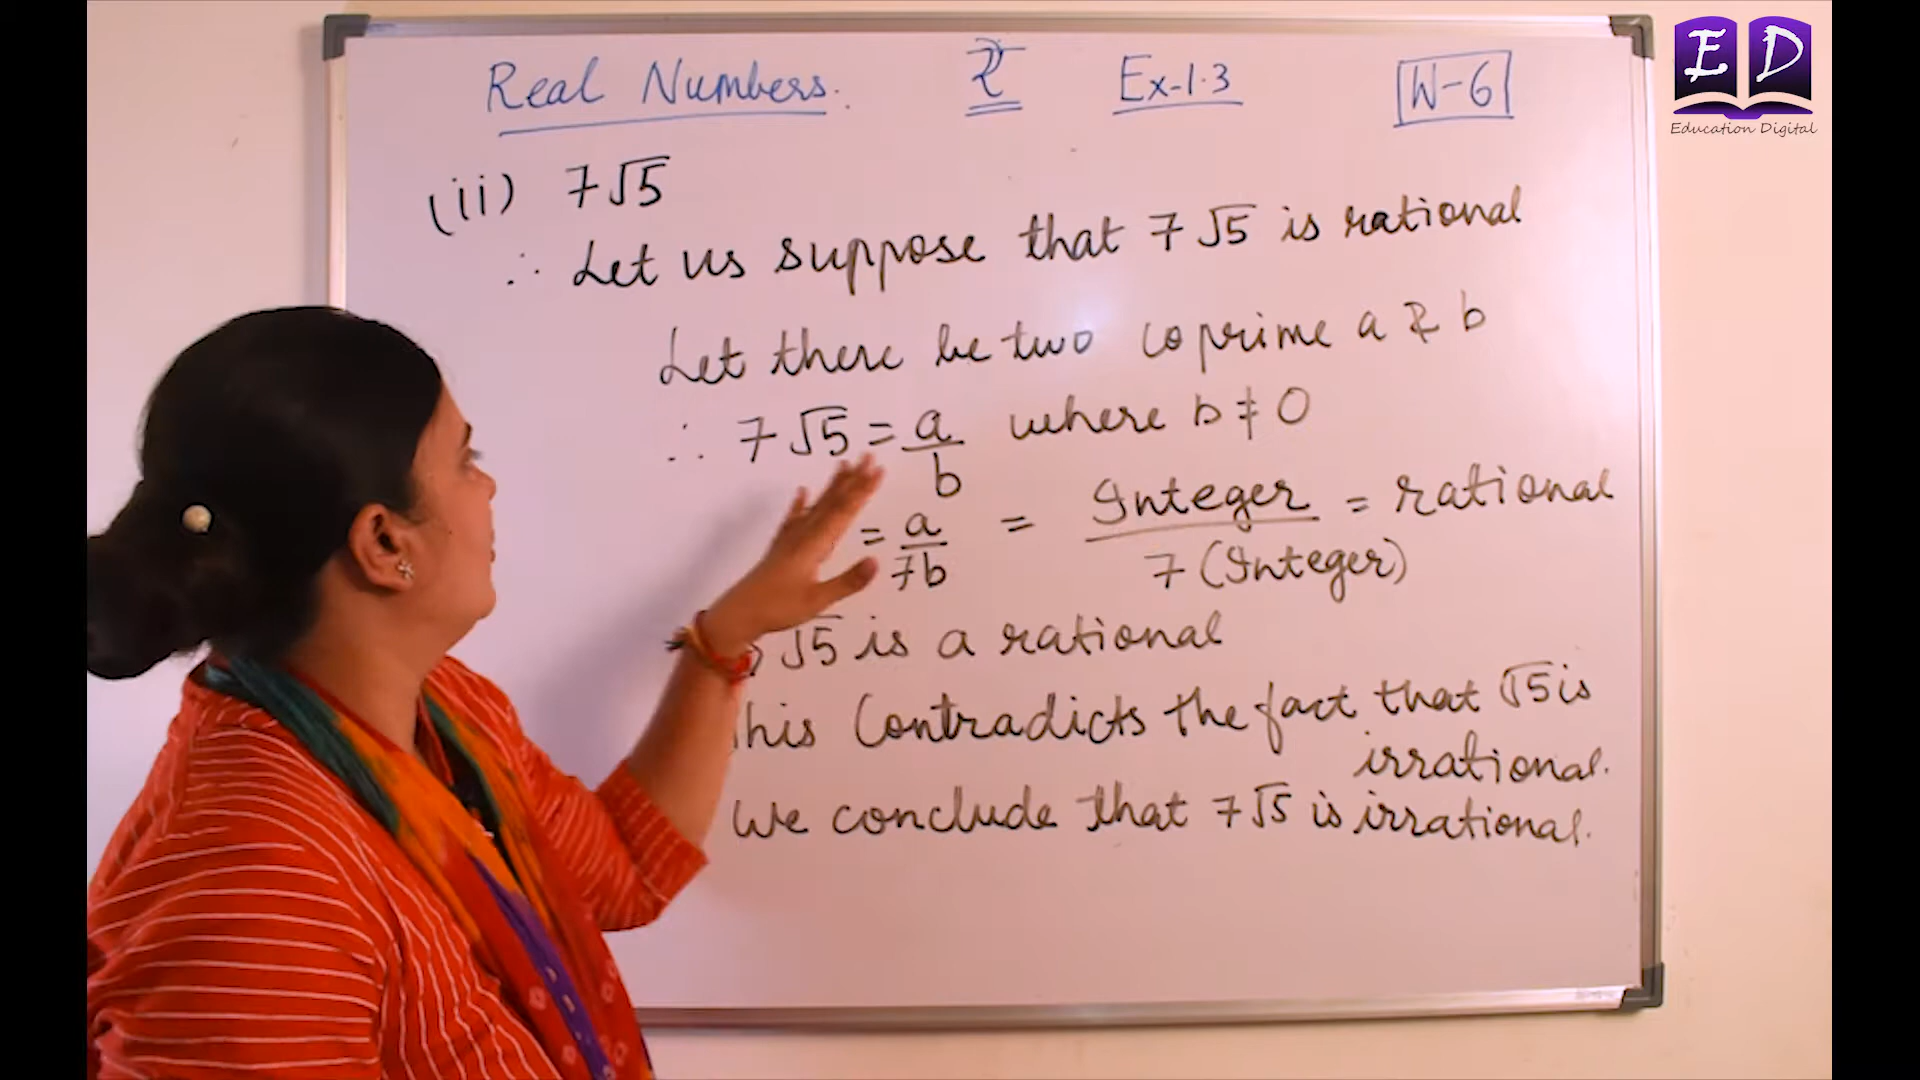 Real Numbers. R Ex-1.3 W-6
ED
Education Digital
(ii) 7√5
∴ Let us suppose that 7√5 is rational
Let there be two coprime a & b
∴ 7√5 = a/b where b ≠ 0
= a/7b = Integer/7(Integer) = rational
√5 is a rational
his Contradicts the fact that √5 is
irrational.
We conclude that 7√5 is irrational.